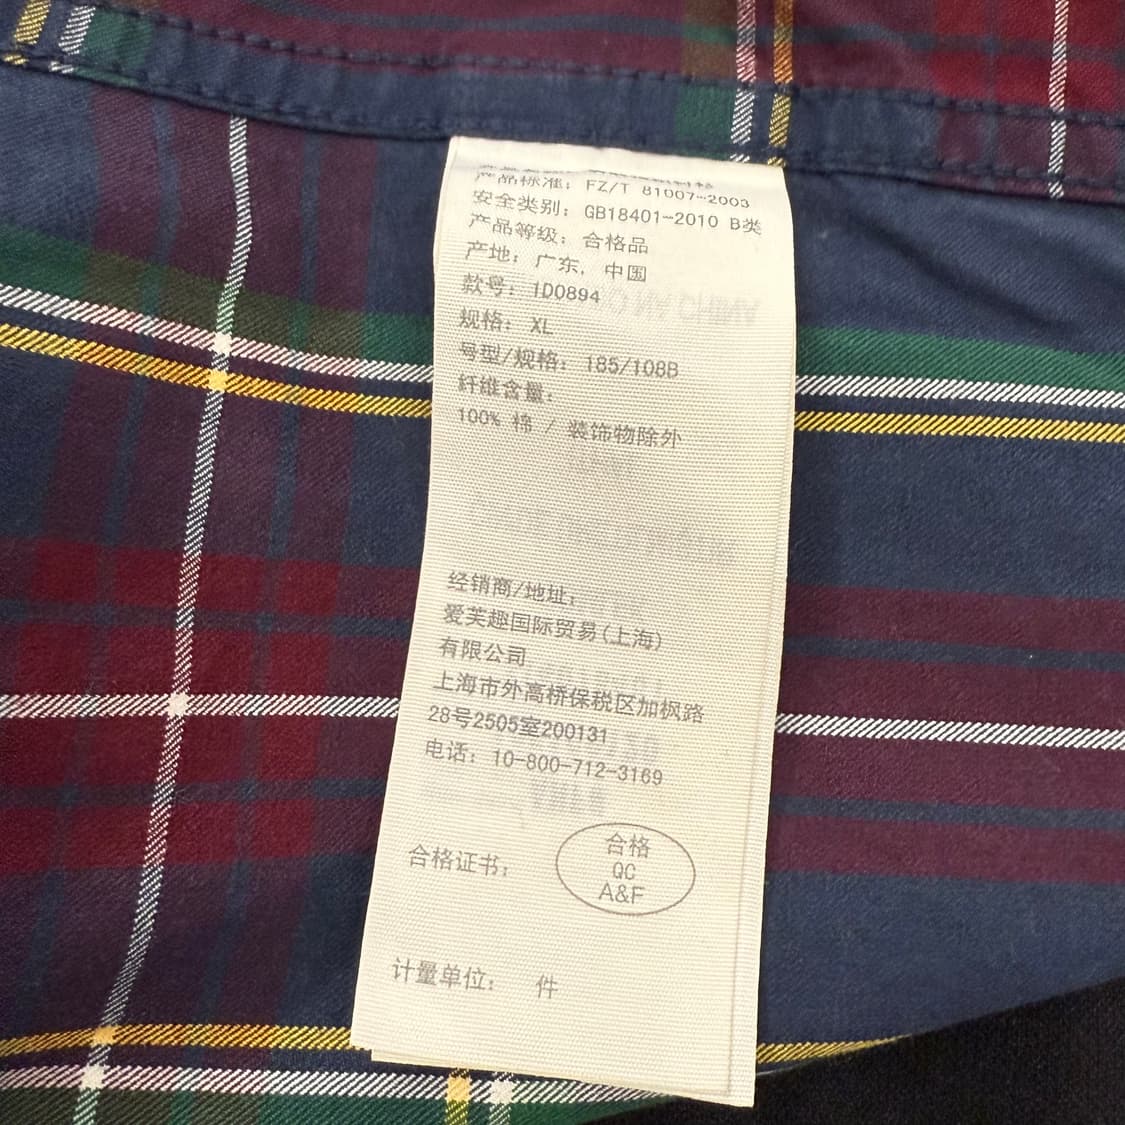 产品标准: FZ/T 81007-2003
安全类别: GB18401-2010 B类
产品等级: 合格品
产地: 广东, 中国
款号: 1D0894
规格: XL
号型/规格: 185/108B
纤维含量:
100% 棉 / 装饰物除外
经销商/地址:
爱芙趣国际贸易(上海)
有限公司
上海市外高桥保税区加枫路
28号2505室200131
电话: 10-800-712-3169
合格证书:
合格
QC
A&F
计量单位: 件